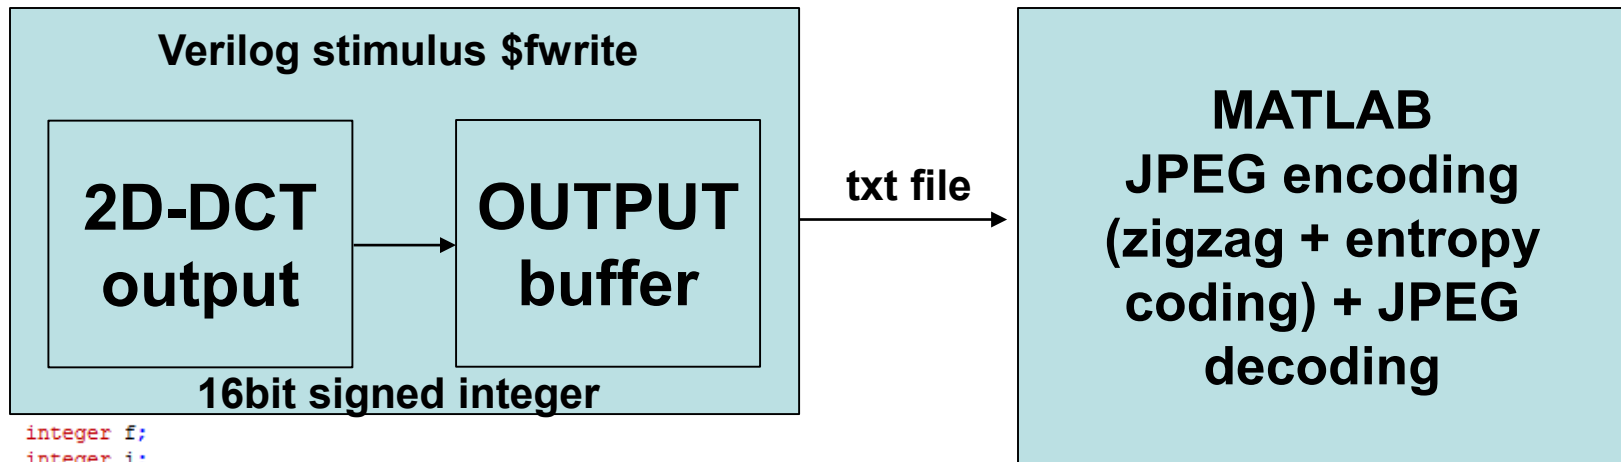 Verilog stimulus $fwrite
2D-DCT
output
OUTPUT
buffer
16bit signed integer
txt file
MATLAB
JPEG encoding
(zigzag + entropy
coding) + JPEG
decoding
integer f;
integer i;